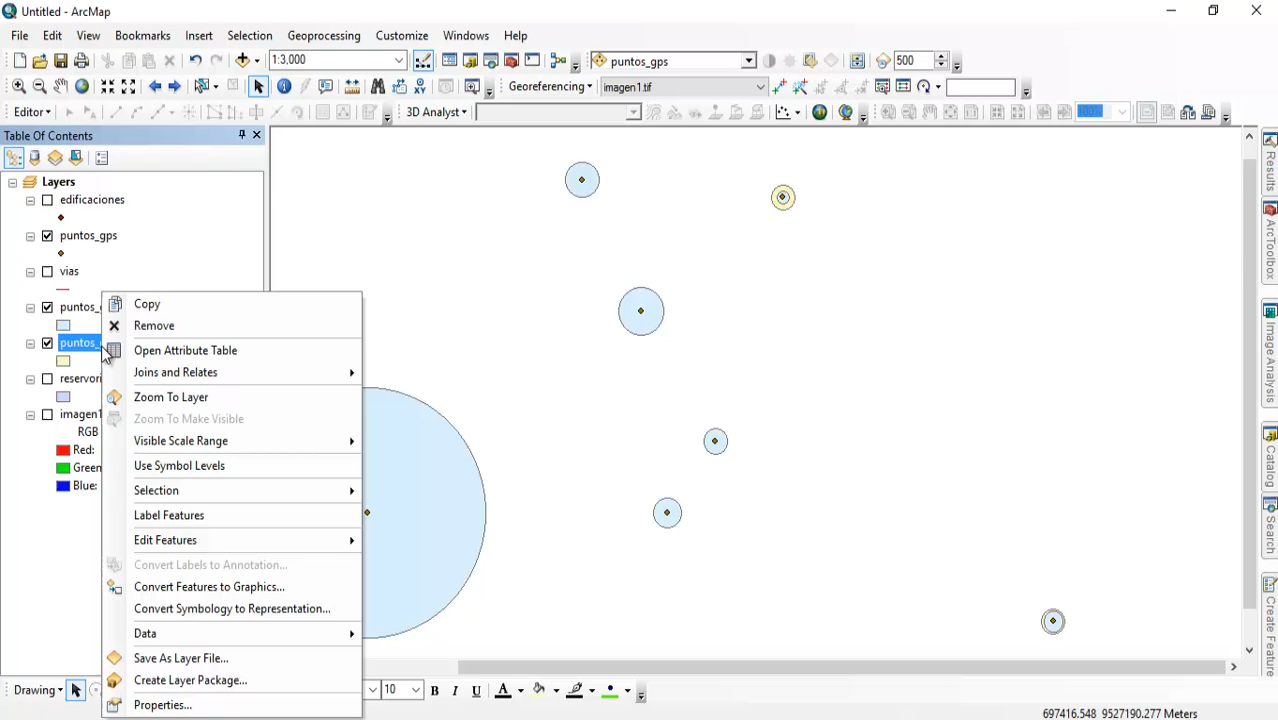 Untitled - ArcMap
File Edit View Bookmarks Insert Selection Geoprocessing Customize Windows Help
1:3,000
puntos_gps
500
Georeferencing
imagen1.tif
Editor
3D Analyst
100%
Table Of Contents
Layers
edificaciones
puntos_gps
vias
puntos_
puntos_
reservori
imagen1
RGB
Red:
Green
Blue:
Copy
Remove
Open Attribute Table
Joins and Relates
Zoom To Layer
Zoom To Make Visible
Visible Scale Range
Use Symbol Levels
Selection
Label Features
Edit Features
Convert Labels to Annotation...
Convert Features to Graphics...
Convert Symbology to Representation...
Data
Save As Layer File...
Create Layer Package...
Properties...
Results
ArcToolbox
Image Analysis
Catalog
Search
Create Feature
Drawing
10
B I U A
697416.548 9527190.277 Meters